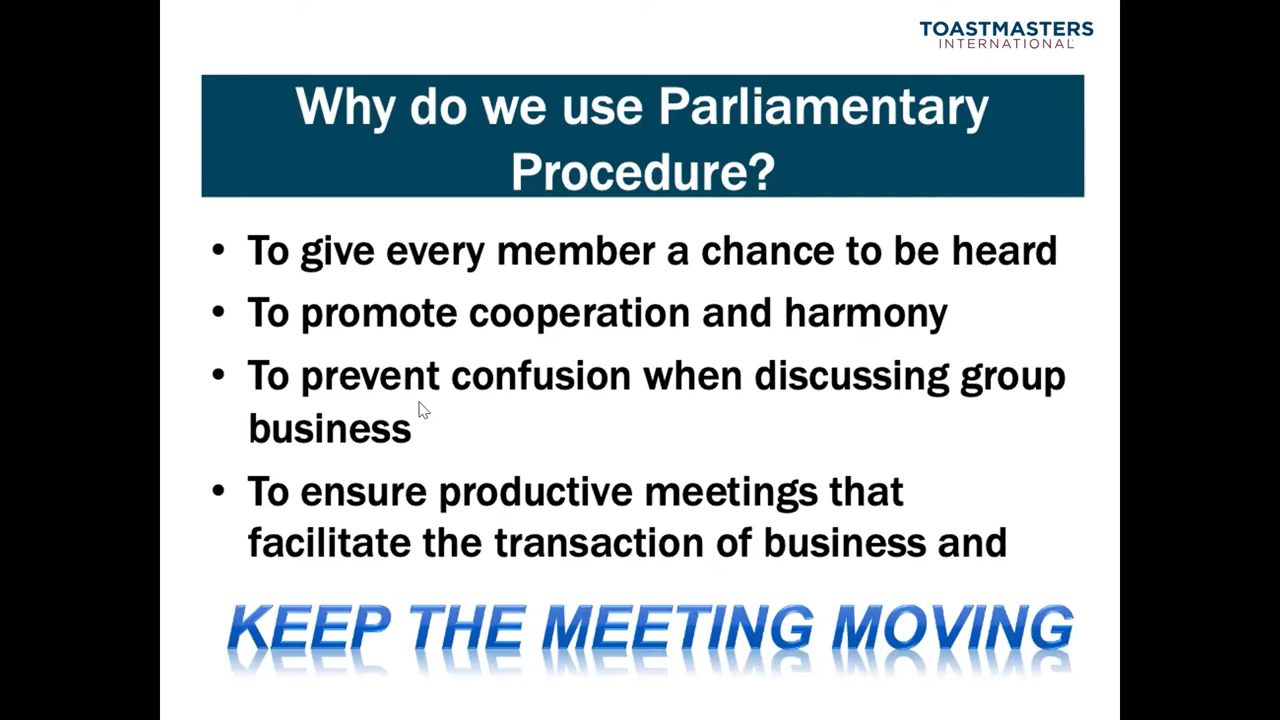 TOASTMASTERS
INTERNATIONAL
Why do we use Parliamentary
Procedure?
• To give every member a chance to be heard
• To promote cooperation and harmony
• To prevent confusion when discussing group
business
• To ensure productive meetings that
facilitate the transaction of business and
KEEP THE MEETING MOVING